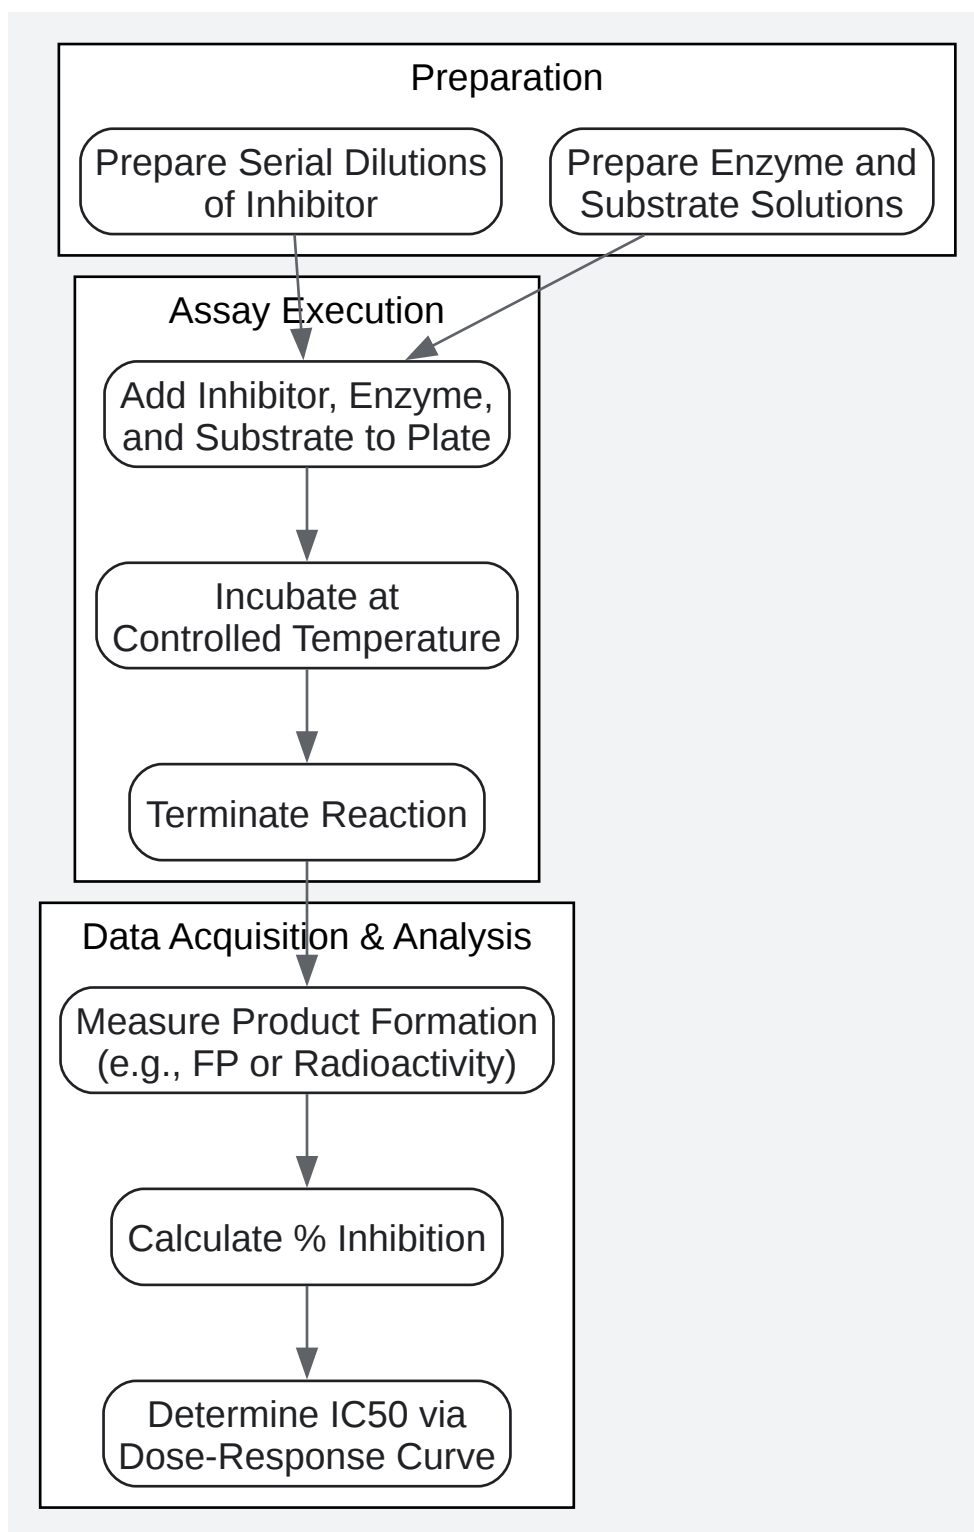 Preparation
Prepare Serial Dilutions
of Inhibitor
Prepare Enzyme and
Substrate Solutions
Assay Execution
Add Inhibitor, Enzyme,
and Substrate to Plate
Incubate at
Controlled Temperature
Terminate Reaction
Data Acquisition & Analysis
Measure Product Formation
(e.g., FP or Radioactivity)
Calculate % Inhibition
Determine IC50 via
Dose-Response Curve